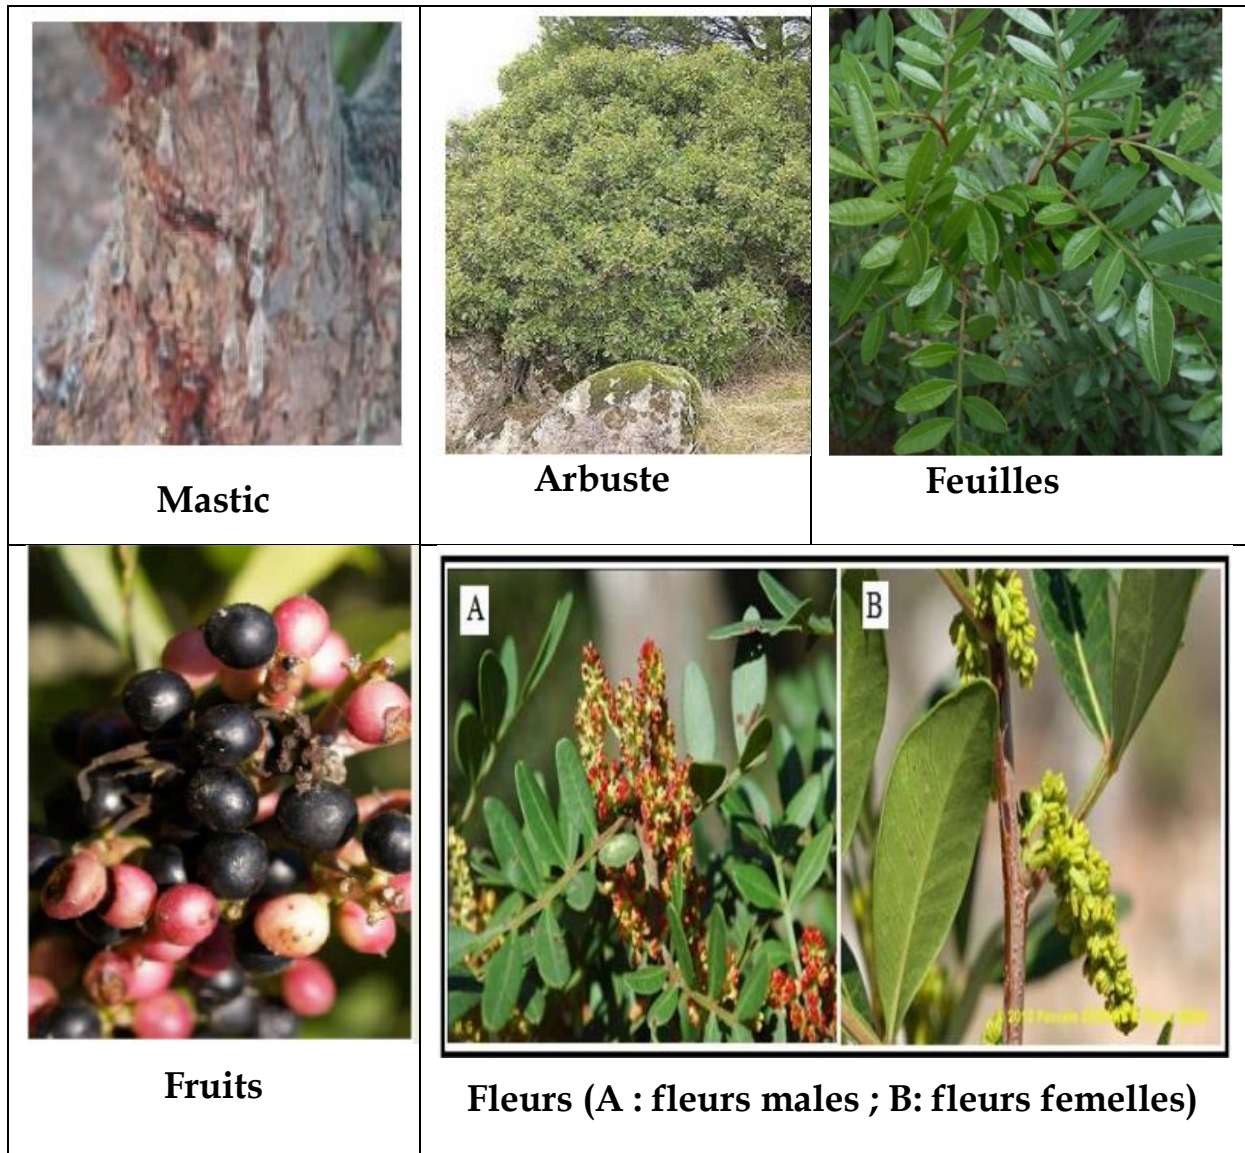 Mastic
Arbuste
Feuilles
A
B
Fruits
Fleurs (A : fleurs males ; B: fleurs femelles)